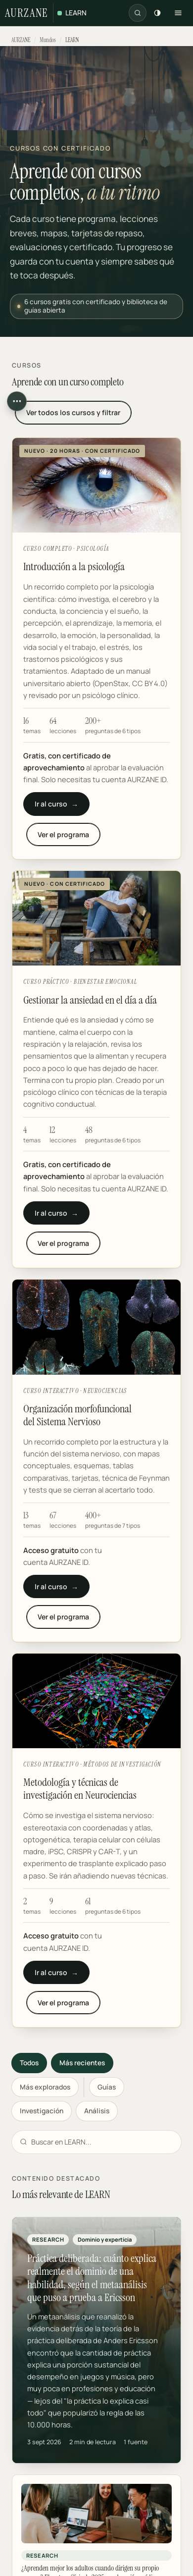 AURZANE
LEARN
AURZANE / Mundos / LEARN
CURSOS CON CERTIFICADO
Aprende con cursos
completos, a tu ritmo
Cada curso tiene programa, lecciones
breves, mapas, tarjetas de repaso,
evaluaciones y certificado. Tu progreso se
guarda con tu cuenta y siempre sabes qué
te toca después.
6 cursos gratis con certificado y biblioteca de
guías abierta
CURSOS
Aprende con un curso completo
Ver todos los cursos y filtrar
NUEVO · 20 HORAS · CON CERTIFICADO
CURSO COMPLETO · PSICOLOGÍA
Introducción a la psicología
Un recorrido completo por la psicología
científica: cómo investiga, el cerebro y la
conducta, la conciencia y el sueño, la
percepción, el aprendizaje, la memoria, el
desarrollo, la emoción, la personalidad, la
vida social y el trabajo, el estrés, los
trastornos psicológicos y sus
tratamientos. Adaptado de un manual
universitario abierto (OpenStax, CC BY 4.0)
y revisado por un psicólogo clínico.
16 64 200+
temas lecciones preguntas de 6 tipos
Gratis, con certificado de
aprovechamiento al aprobar la evaluación
final. Solo necesitas tu cuenta AURZANE ID.
Ir al curso →
Ver el programa
NUEVO · CON CERTIFICADO
CURSO PRÁCTICO · BIENESTAR EMOCIONAL
Gestionar la ansiedad en el día a día
Entiende qué es la ansiedad y cómo se
mantiene, calma el cuerpo con la
respiración y la relajación, revisa los
pensamientos que la alimentan y recupera
poco a poco lo que has dejado de hacer.
Termina con tu propio plan. Creado por un
psicólogo clínico con técnicas de la terapia
cognitivo conductual.
4 12 48
temas lecciones preguntas de 6 tipos
Gratis, con certificado de
aprovechamiento al aprobar la evaluación
final. Solo necesitas tu cuenta AURZANE ID.
Ir al curso →
Ver el programa
CURSO INTERACTIVO · NEUROCIENCIAS
Organización morfofuncional
del Sistema Nervioso
Un recorrido completo por la estructura y la
función del sistema nervioso, con mapas
conceptuales, esquemas, tablas
comparativas, tarjetas, técnica de Feynman
y tests que se cierran al acertarlo todo.
13 67 400+
temas lecciones preguntas de 7 tipos
Acceso gratuito con tu
cuenta AURZANE ID.
Ir al curso →
Ver el programa
CURSO INTERACTIVO · MÉTODOS DE INVESTIGACIÓN
Metodología y técnicas de
investigación en Neurociencias
Cómo se investiga el sistema nervioso:
estereotaxia con coordenadas y atlas,
optogenética, terapia celular con células
madre, iPSC, CRISPR y CAR-T, y un
experimento de trasplante explicado paso
a paso. Se irán añadiendo nuevas técnicas.
2 9 61
temas lecciones preguntas de 6 tipos
Acceso gratuito con tu
cuenta AURZANE ID.
Ir al curso →
Ver el programa
Todos
Más recientes
Más explorados
Guías
Investigación
Análisis
Buscar en LEARN...
CONTENIDO DESTACADO
Lo más relevante de LEARN
RESEARCH
Dominio y experticia
Práctica deliberada: cuánto explica
realmente el dominio de una
habilidad, según el metaanálisis
que puso a prueba a Ericsson
Un metaanálisis que reanalizó la
evidencia detrás de la teoría de la
práctica deliberada de Anders Ericsson
encontró que la cantidad de práctica
explica una porción sustancial del
desempeño en juegos y música, pero
muy poca en profesiones y educación
— lejos del "la práctica lo explica casi
todo" que popularizó la regla de las
10.000 horas.
3 sept 2026 2 min de lectura 1 fuente
RESEARCH
¿Aprenden mejor los adultos cuando dirigen su propio